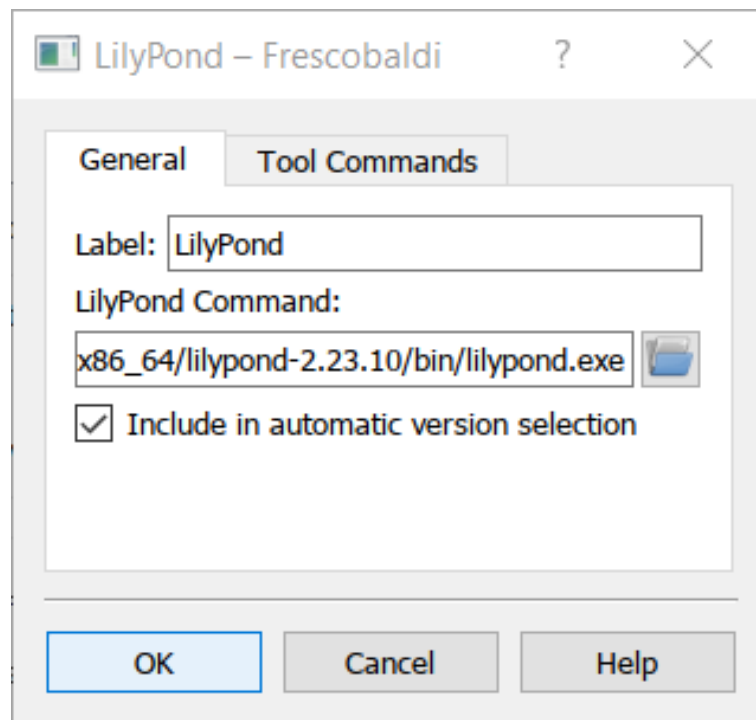 LilyPond – Frescobaldi ?
General Tool Commands
Label: LilyPond
LilyPond Command:
x86_64/lilypond-2.23.10/bin/lilypond.exe
Include in automatic version selection
OK Cancel Help